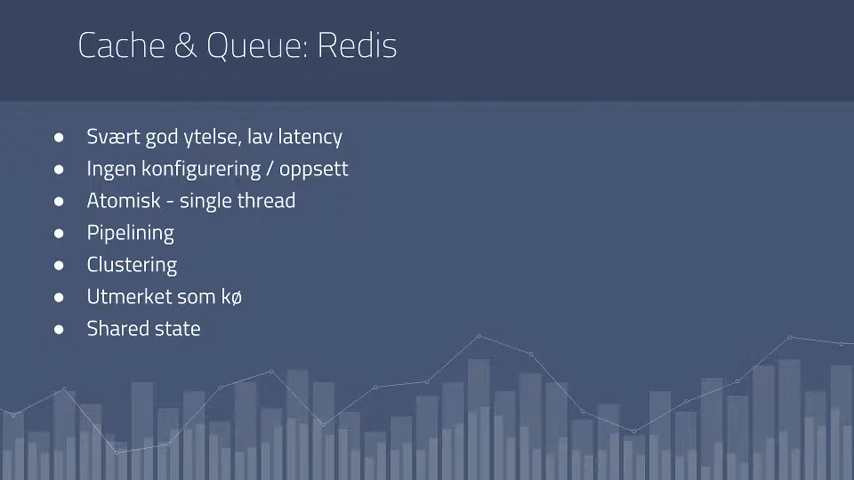 Cache & Queue: Redis
● Svært god ytelse, lav latency
● Ingen konfigurering / oppsett
● Atomisk - single thread
● Pipelining
● Clustering
● Utmerket som kø
● Shared state